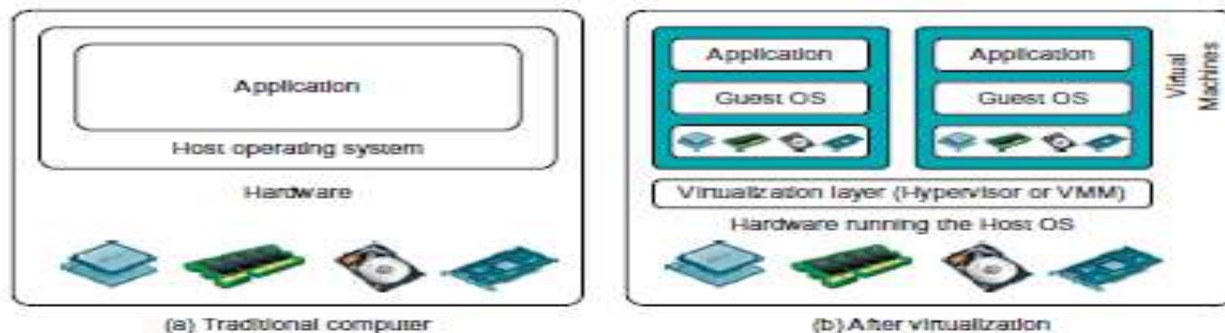 Application
Host operating system
Hardware
(a) Traditional computer
Application
Guest OS
Application
Guest OS
Virtual
Machines
Virtualization layer (Hypervisor or VMM)
Hardware running the Host OS
(b) After virtualization